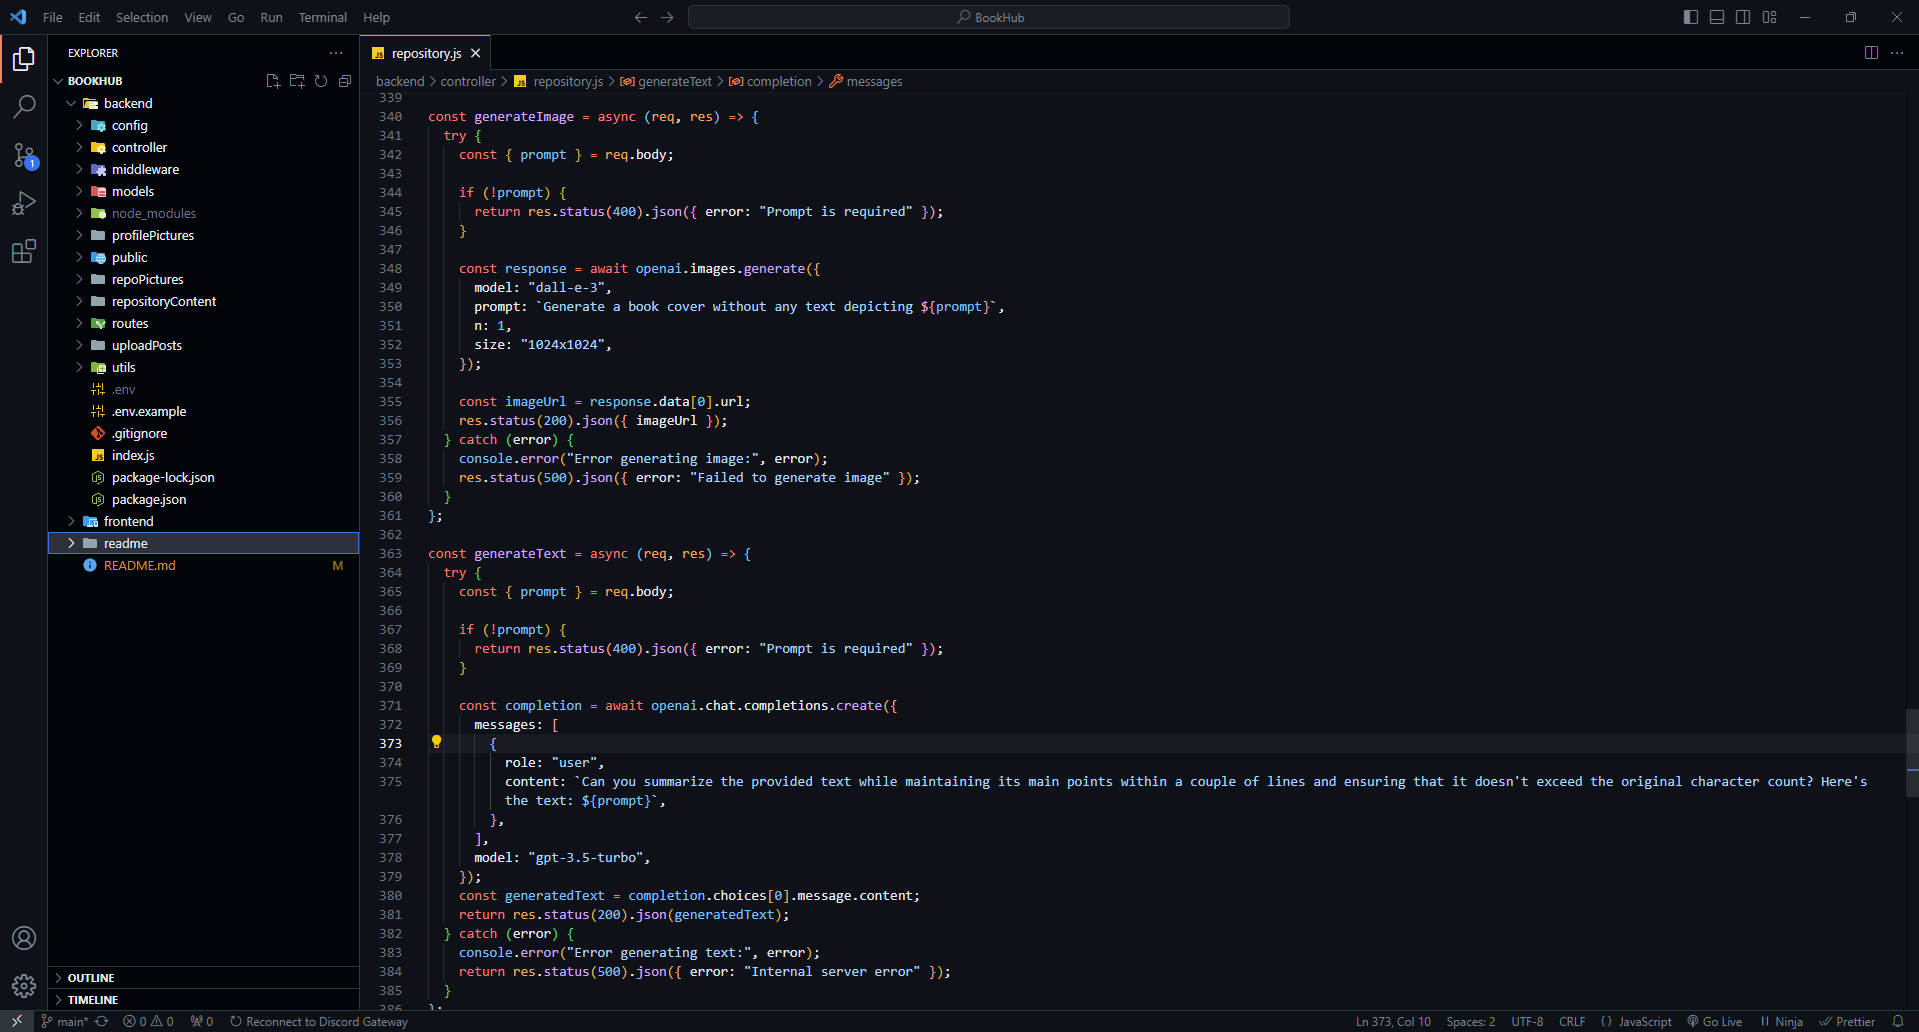 File Edit Selection View Go Run Terminal Help
BookHub
EXPLORER
BOOKHUB
backend
config
controller
middleware
models
node_modules
profilePictures
public
repoPictures
repositoryContent
routes
uploadPosts
utils
.env
.env.example
.gitignore
JS index.js
package-lock.json
package.json
frontend
readme
README.md M
OUTLINE
TIMELINE
1
JS repository.js
backend > controller > JS repository.js > generateText > completion > messages
339
340 const generateImage = async (req, res) => {
341 try {
342 const { prompt } = req.body;
343
344 if (!prompt) {
345 return res.status(400).json({ error: "Prompt is required" });
346 }
347
348 const response = await openai.images.generate({
349 model: "dall-e-3",
350 prompt: `Generate a book cover without any text depicting ${prompt}`,
351 n: 1,
352 size: "1024x1024",
353 });
354
355 const imageUrl = response.data[0].url;
356 res.status(200).json({ imageUrl });
357 } catch (error) {
358 console.error("Error generating image:", error);
359 res.status(500).json({ error: "Failed to generate image" });
360 }
361 };
362
363 const generateText = async (req, res) => {
364 try {
365 const { prompt } = req.body;
366
367 if (!prompt) {
368 return res.status(400).json({ error: "Prompt is required" });
369 }
370
371 const completion = await openai.chat.completions.create({
372 messages: [
373 {
374 role: "user",
375 content: `Can you summarize the provided text while maintaining its main points within a couple of lines and ensuring that it doesn't exceed the original character count? Here's
the text: ${prompt}`,
376 },
377 ],
378 model: "gpt-3.5-turbo",
379 });
380 const generatedText = completion.choices[0].message.content;
381 return res.status(200).json(generatedText);
382 } catch (error) {
383 console.error("Error generating text:", error);
384 return res.status(500).json({ error: "Internal server error" });
385 }
386 };
main* 0 0 0 Reconnect to Discord Gateway Ln 373, Col 10 Spaces: 2 UTF-8 CRLF {} JavaScript Go Live Ninja Prettier